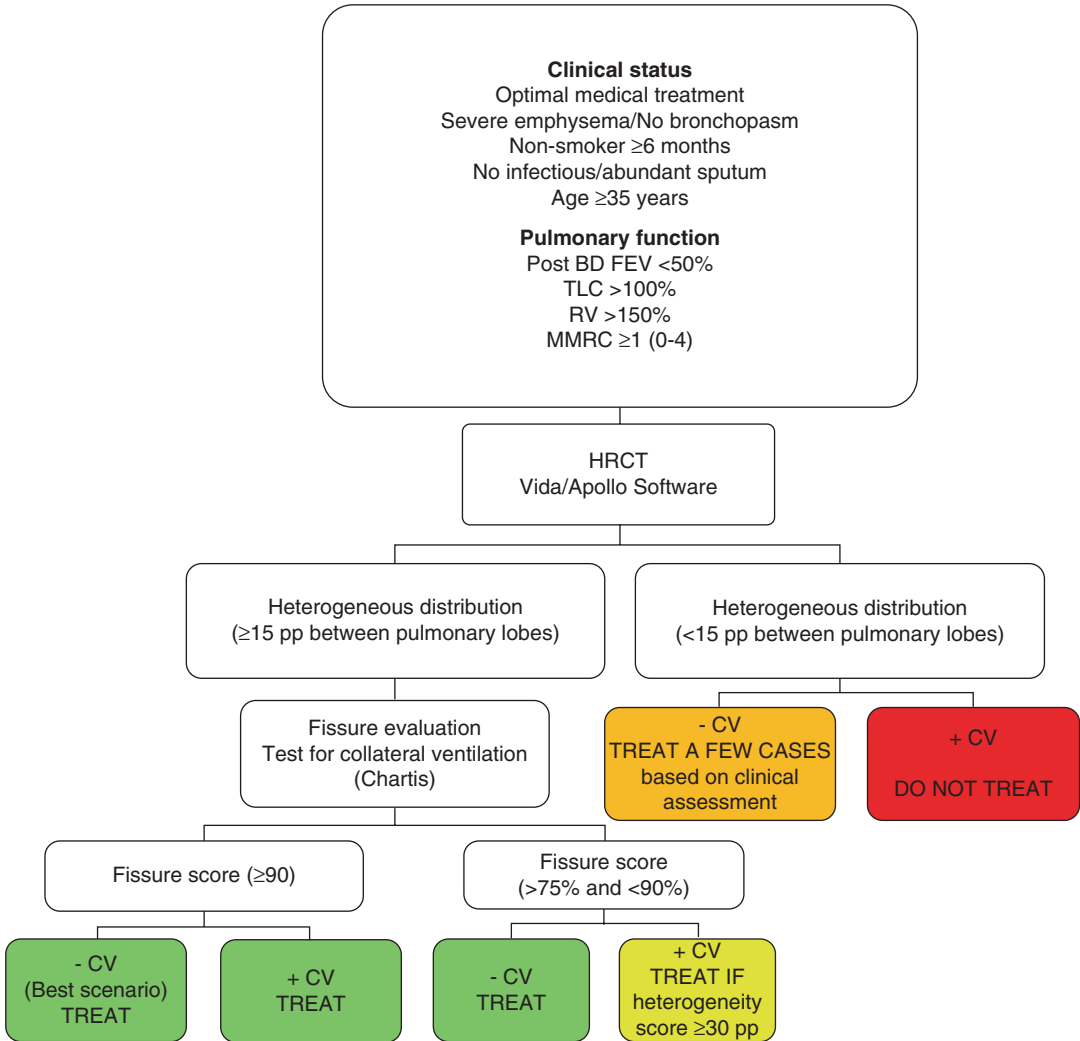 Clinical status
Optimal medical treatment
Severe emphysema/No bronchopasm
Non-smoker ≥6 months
No infectious/abundant sputum
Age ≥35 years
Pulmonary function
Post BD FEV <50%
TLC >100%
RV >150%
MMRC ≥1 (0-4)
HRCT
Vida/Apollo Software
Heterogeneous distribution
(≥15 pp between pulmonary lobes)
Heterogeneous distribution
(<15 pp between pulmonary lobes)
Fissure evaluation
Test for collateral ventilation
(Chartis)
- CV
TREAT A FEW CASES
based on clinical
assessment
+ CV
DO NOT TREAT
Fissure score (≥90)
Fissure score
(>75% and <90%)
- CV
(Best scenario)
TREAT
+ CV
TREAT
- CV
TREAT
+ CV
TREAT IF
heterogeneity
score ≥30 pp